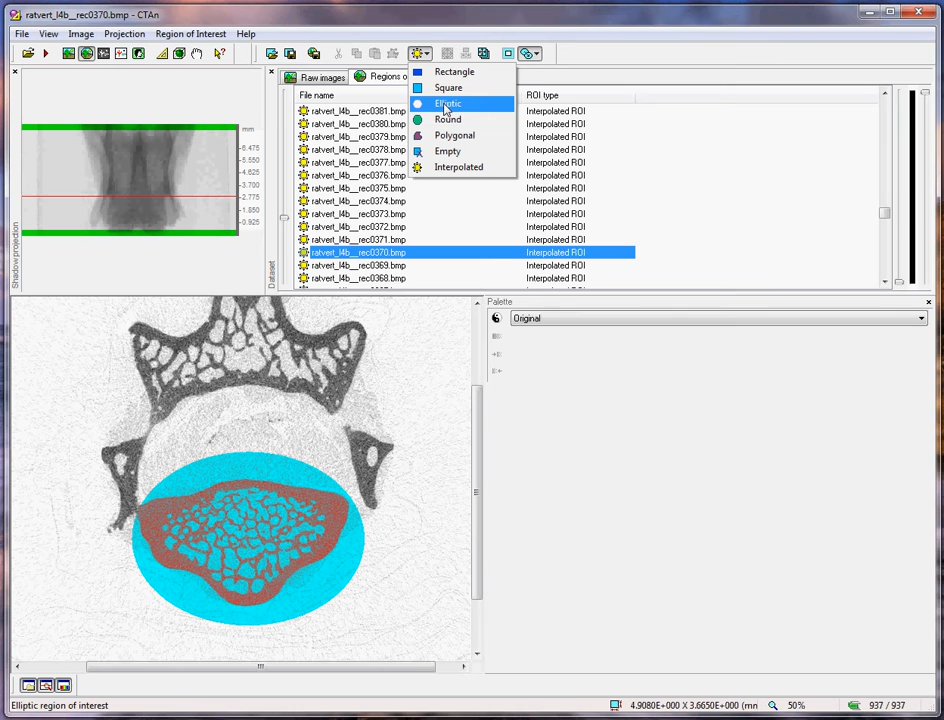 ratvert_l4b__rec0370.bmp - CTAn
File View Image Projection Region of Interest Help
Raw images
Regions o
Rectangle
Square
Elliptic
Round
Polygonal
Empty
Interpolated
File name ROI type
ratvert_l4b__rec0381.bmp Interpolated ROI
ratvert_l4b__rec0380.bmp Interpolated ROI
ratvert_l4b__rec0379.bmp Interpolated ROI
ratvert_l4b__rec0378.bmp Interpolated ROI
ratvert_l4b__rec0377.bmp Interpolated ROI
ratvert_l4b__rec0376.bmp Interpolated ROI
ratvert_l4b__rec0375.bmp Interpolated ROI
ratvert_l4b__rec0374.bmp Interpolated ROI
ratvert_l4b__rec0373.bmp Interpolated ROI
ratvert_l4b__rec0372.bmp Interpolated ROI
ratvert_l4b__rec0371.bmp Interpolated ROI
ratvert_l4b__rec0370.bmp Interpolated ROI
ratvert_l4b__rec0369.bmp Interpolated ROI
ratvert_l4b__rec0368.bmp Interpolated ROI
mm
6.475
5.550
4.625
3.700
2.775
1.850
0.925
Shadow projection
Dataset
Palette
Original
Elliptic region of interest
4.9080E+000 X 3.6650E+000 (mn
50%
937 / 937